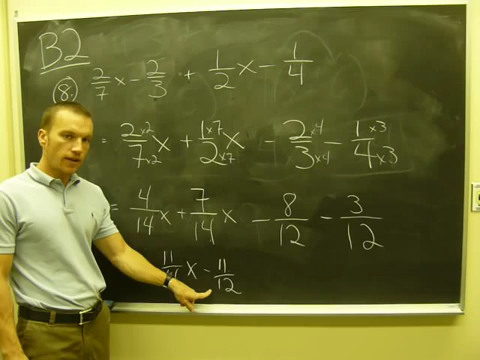 B2
8. 2/7 x - 2/3 + 1/2 x - 1/4
= 2×2/7×2 x + 1×7/2×7 x - 2×4/3×4 - 1×3/4×3
= 4/14 x + 7/14 x - 8/12 - 3/12
11/14 x - 11/12